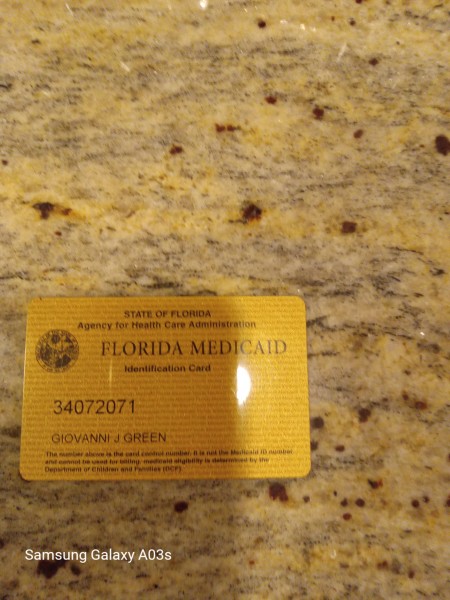 STATE OF FLORIDA
Agency for Health Care Administration
FLORIDA MEDICAID
Identification Card
34072071
GIOVANNI J GREEN
The number above is the card control number. It is not the Medicaid ID number
and cannot be used for billing. medicaid eligibility is determined by the
Department of Children and Families (DCF).
Samsung Galaxy A03s